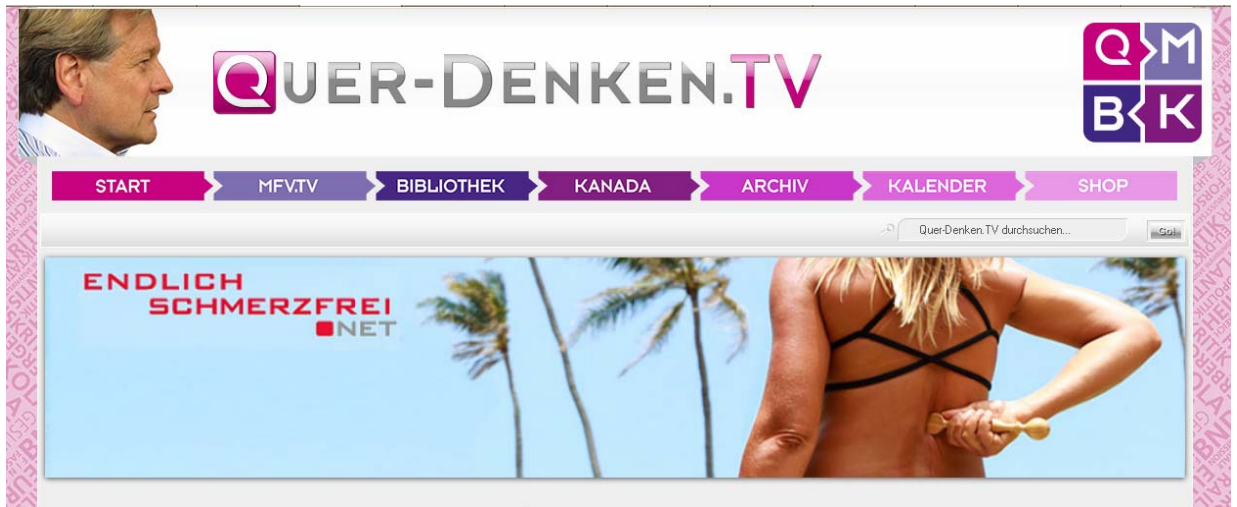 QUER-DENKEN.TV
Q M
B K
START MFV.TV BIBLIOTHEK KANADA ARCHIV KALENDER SHOP
Quer-Denken.TV durchsuchen... Go!
ENDLICH
SCHMERZFREI
NET